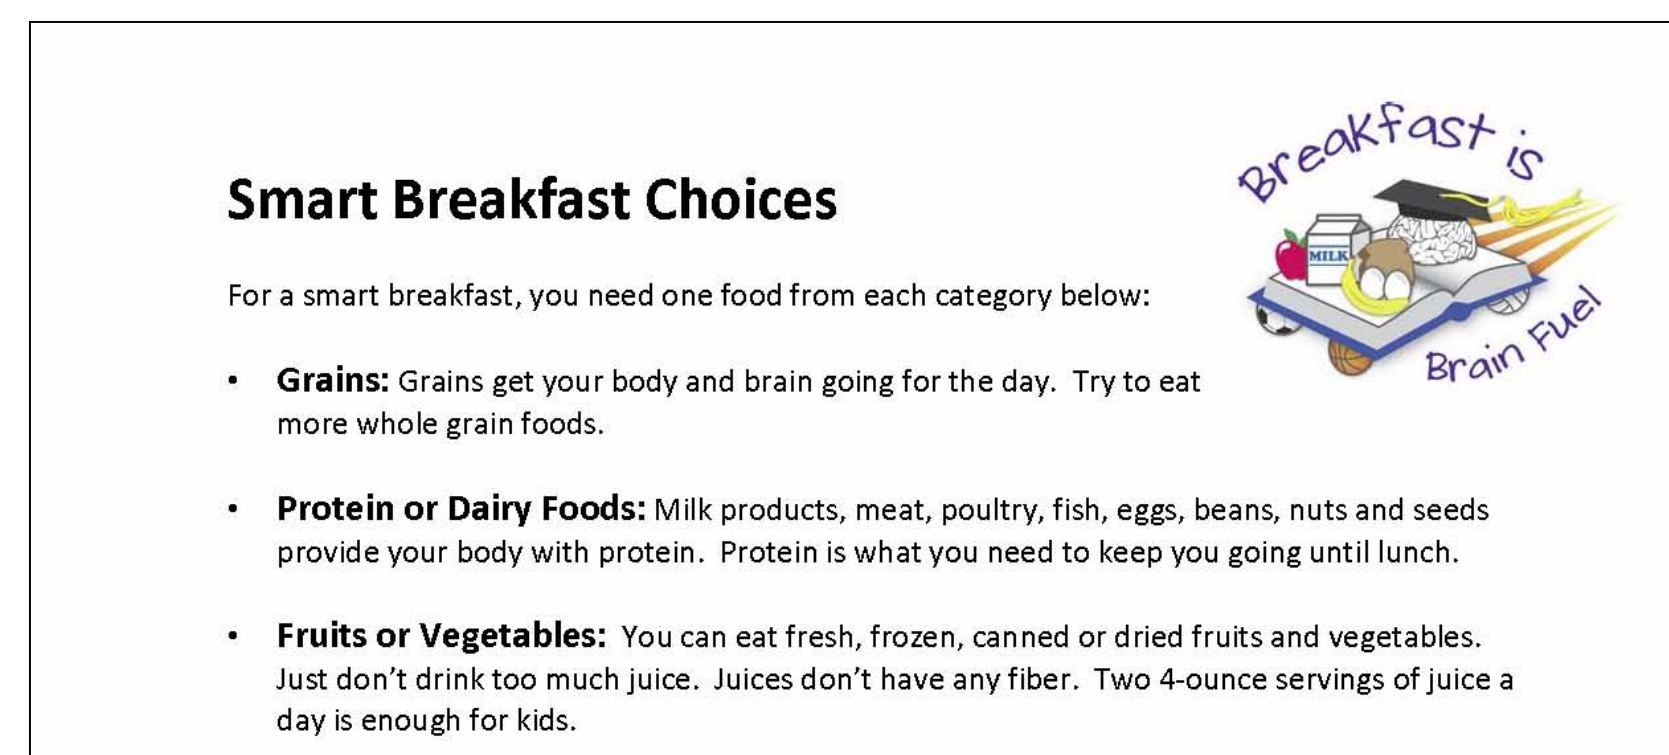 Breakfast is
MILK
Brain Fuel
Smart Breakfast Choices
For a smart breakfast, you need one food from each category below:
• Grains: Grains get your body and brain going for the day.  Try to eat
more whole grain foods.
• Protein or Dairy Foods: Milk products, meat, poultry, fish, eggs, beans, nuts and seeds
provide your body with protein.  Protein is what you need to keep you going until lunch.
• Fruits or Vegetables:  You can eat fresh, frozen, canned or dried fruits and vegetables.
Just don’t drink too much juice.  Juices don’t have any fiber.  Two 4-ounce servings of juice a
day is enough for kids.